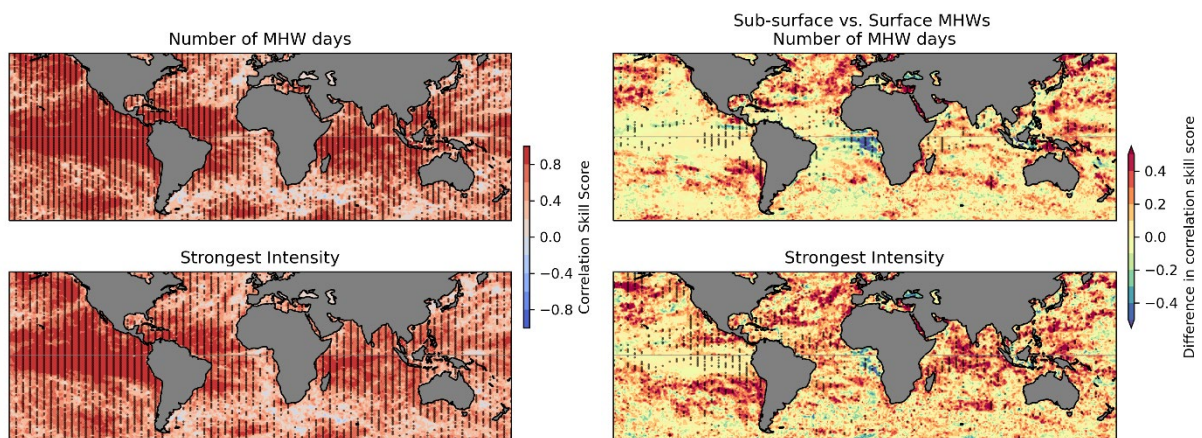 Number of MHW days
Strongest Intensity
0.8
0.4
0.0
−0.4
−0.8
Correlation Skill Score
Sub-surface vs. Surface MHWs
Number of MHW days
Strongest Intensity
0.4
0.2
0.0
−0.2
−0.4
Difference in correlation skill score